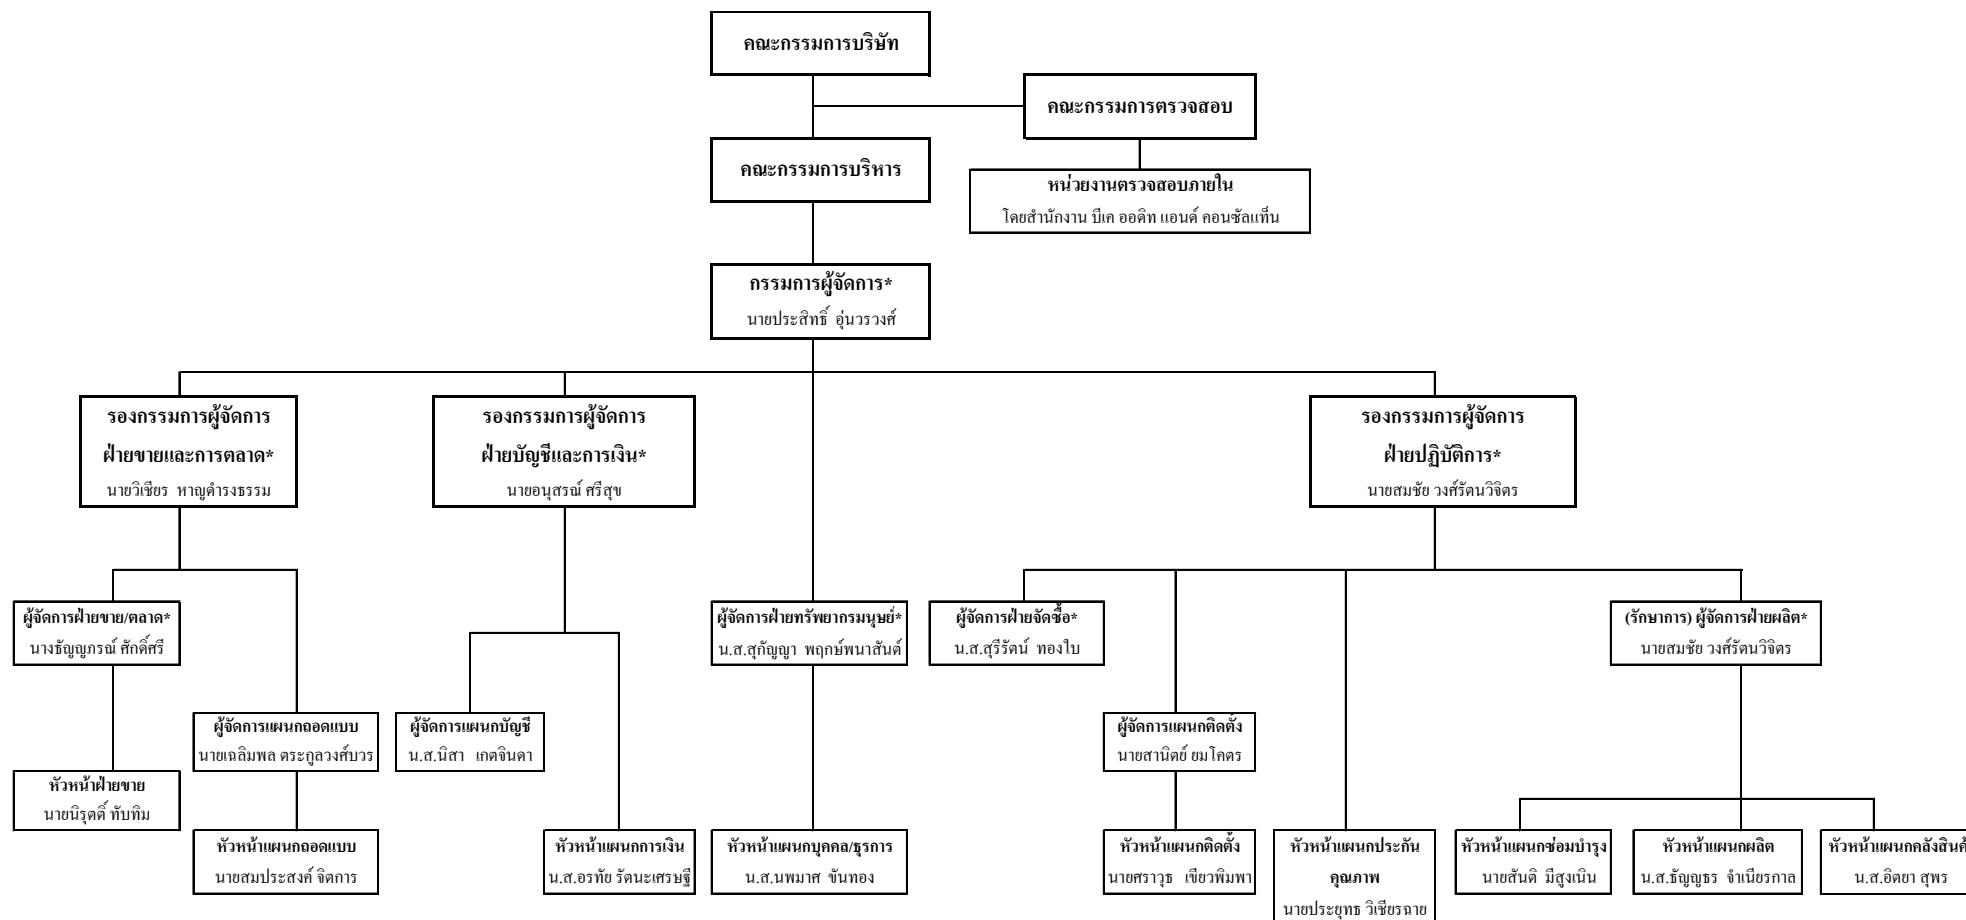 คณะกรรมการบริษัท
คณะกรรมการตรวจสอบ
คณะกรรมการบริหาร
หน่วยงานตรวจสอบภายใน
โดยสำนักงาน บีเค ออดิท แอนด์ คอนซัลแท็น
กรรมการผู้จัดการ*
นายประสิทธิ์ อุ่นวรวงศ์
รองกรรมการผู้จัดการ
ฝ่ายขายและการตลาด*
นายวิเชียร หาญดำรงธรรม
รองกรรมการผู้จัดการ
ฝ่ายบัญชีและการเงิน*
นายอนุสรณ์ ศรีสุข
รองกรรมการผู้จัดการ
ฝ่ายปฏิบัติการ*
นายสมชัย วงศ์รัตนวิจิตร
ผู้จัดการฝ่ายขาย/ตลาด*
นางธัญญภรณ์ ศักดิ์ศรี
ผู้จัดการฝ่ายทรัพยากรมนุษย์*
น.ส.สุกัญญา พฤกษ์พนาสันต์
ผู้จัดการฝ่ายจัดซื้อ*
น.ส.สุรีรัตน์ ทองใบ
(รักษาการ) ผู้จัดการฝ่ายผลิต*
นายสมชัย วงศ์รัตนวิจิตร
ผู้จัดการแผนกถอดแบบ
นายเฉลิมพล ตระกูลวงศ์บวร
ผู้จัดการแผนกบัญชี
น.ส.นิสา เกตจินดา
ผู้จัดการแผนกติดตั้ง
นายสานิตย์ ยมโคตร
หัวหน้าฝ่ายขาย
นายนิรุตติ์ ทับทิม
หัวหน้าแผนกถอดแบบ
นายสมประสงค์ จิตการ
หัวหน้าแผนกการเงิน
น.ส.อรทัย รัตนะเศรษฐี
หัวหน้าแผนกบุคคล/ธุรการ
น.ส.นพมาศ ขันทอง
หัวหน้าแผนกติดตั้ง
นายศราวุธ เขียวพิมพา
หัวหน้าแผนกประกัน
คุณภาพ
นายประยุทธ วิเชียรฉาย
หัวหน้าแผนกซ่อมบำรุง
นายสันติ มีสูงเนิน
หัวหน้าแผนกผลิต
น.ส.ธัญญธร จำเนียรกาล
หัวหน้าแผนกคลังสินค้
น.ส.อิตยา สุพร